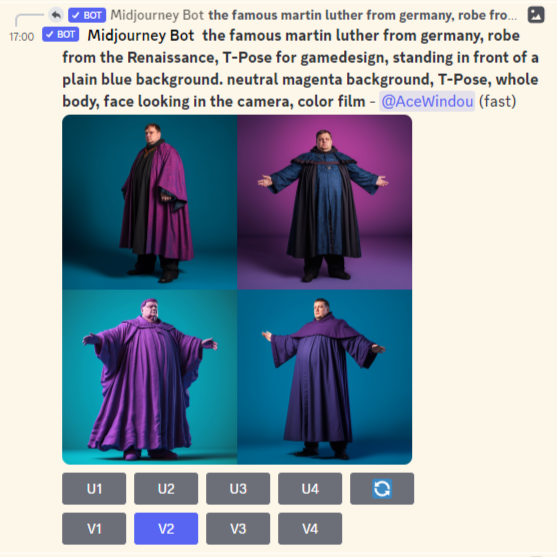 ✓ BOT Midjourney Bot the famous martin luther from germany, robe fro...
17:00 ✓ BOT Midjourney Bot the famous martin luther from germany, robe
from the Renaissance, T-Pose for gamedesign, standing in front of a
plain blue background. neutral magenta background, T-Pose, whole
body, face looking in the camera, color film - @AceWindou (fast)
U1 U2 U3 U4
V1 V2 V3 V4